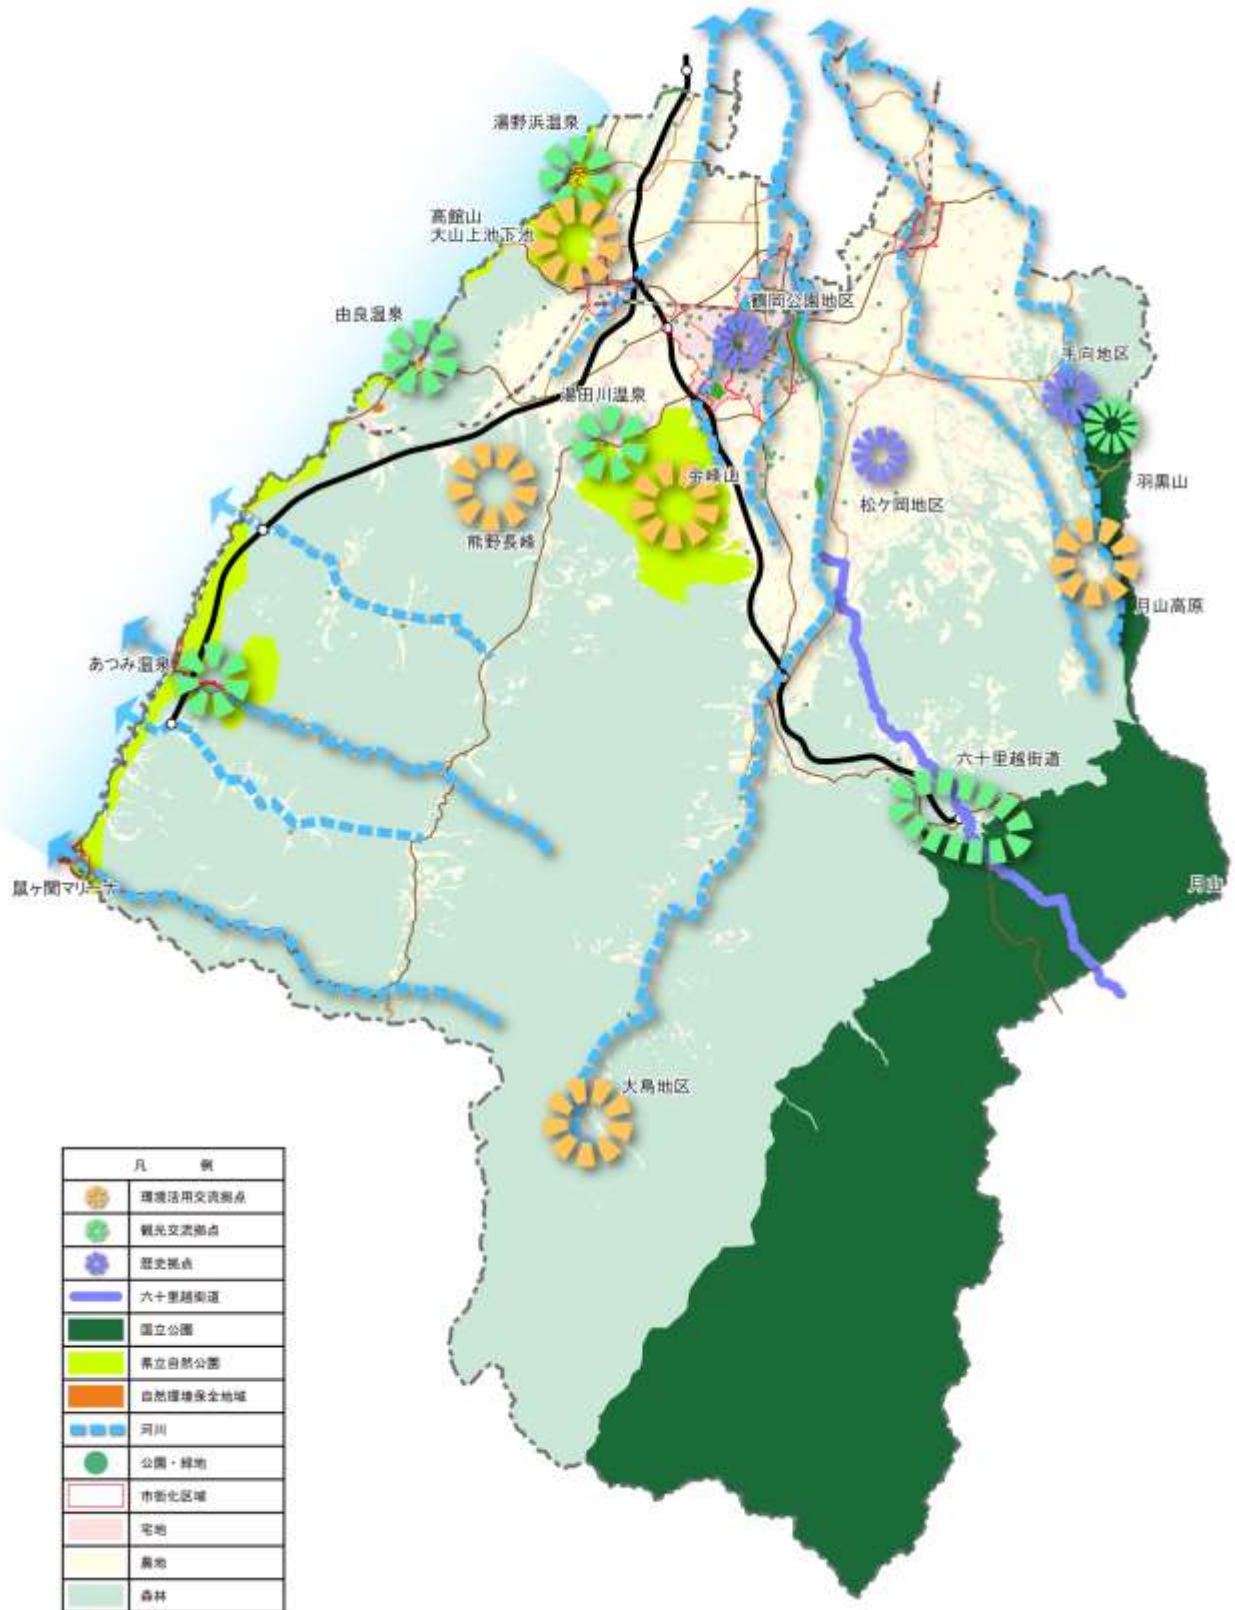 湯野浜温泉
高館山
大山上池下池
由良温泉
鶴岡公園地区
手向地区
湯田川温泉
金峰山
羽黒山
松ケ岡地区
熊野長峰
月山高原
あつみ温泉
六十里越街道
鼠ヶ関マリーナ
月山
大鳥地区
凡 例
環境活用交流拠点
観光交流拠点
歴史拠点
六十里越街道
国立公園
県立自然公園
自然環境保全地域
河川
公園・緑地
市街化区域
宅地
農地
森林